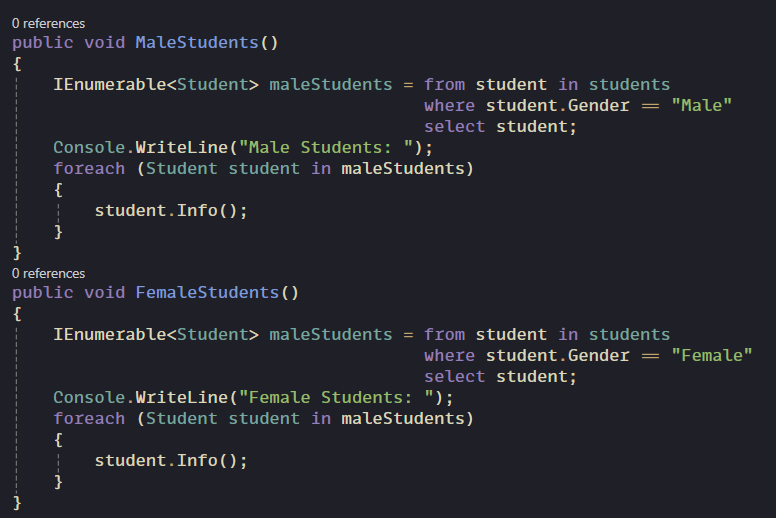 0 references
public void MaleStudents()
{
    IEnumerable<Student> maleStudents = from student in students
                                        where student.Gender == "Male"
                                        select student;
    Console.WriteLine("Male Students: ");
    foreach (Student student in maleStudents)
    {
        student.Info();
    }
}
0 references
public void FemaleStudents()
{
    IEnumerable<Student> maleStudents = from student in students
                                        where student.Gender == "Female"
                                        select student;
    Console.WriteLine("Female Students: ");
    foreach (Student student in maleStudents)
    {
        student.Info();
    }
}